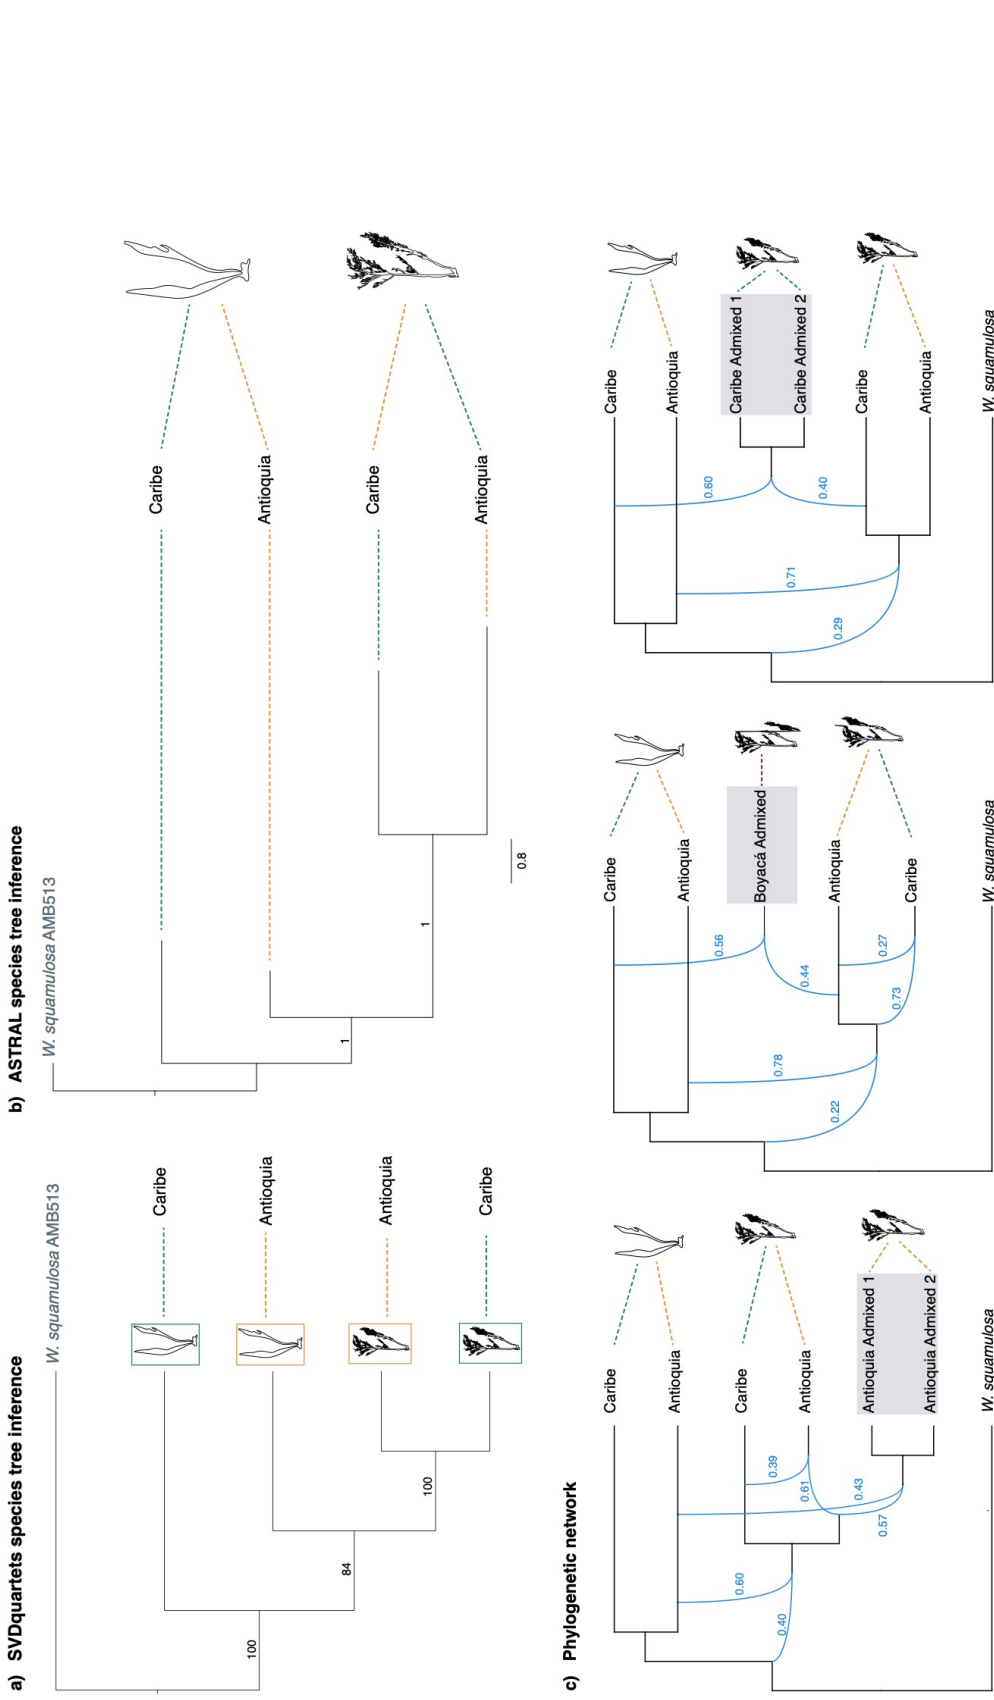 a) SVDquartets species tree inference
W. squamulosa AMB513
Caribe
Antioquia
Antioquia
Caribe
100
84
100
b) ASTRAL species tree inference
W. squamulosa AMB513
Caribe
Antioquia
Caribe
Antioquia
1
1
0.8
c) Phylogenetic network
Caribe
Antioquia
Caribe
Antioquia
Antioquia Admixed 1
Antioquia Admixed 2
W. squamulosa
0.39
0.61
0.43
0.57
0.60
0.40
Caribe
Antioquia
Boyacá Admixed
Antioquia
Caribe
W. squamulosa
0.56
0.44
0.27
0.73
0.78
0.22
Caribe
Antioquia
Caribe Admixed 1
Caribe Admixed 2
Caribe
Antioquia
W. squamulosa
0.60
0.40
0.71
0.29